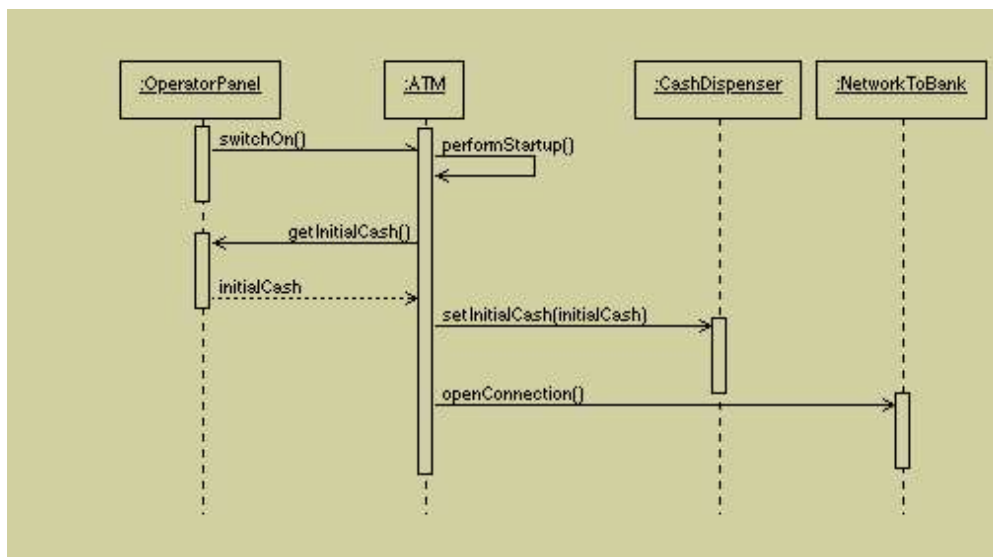 :OperatorPanel
:ATM
:CashDispenser
:NetworkToBank
switchOn()
performStartup()
getInitialCash()
initialCash
setInitialCash(initialCash)
openConnection()